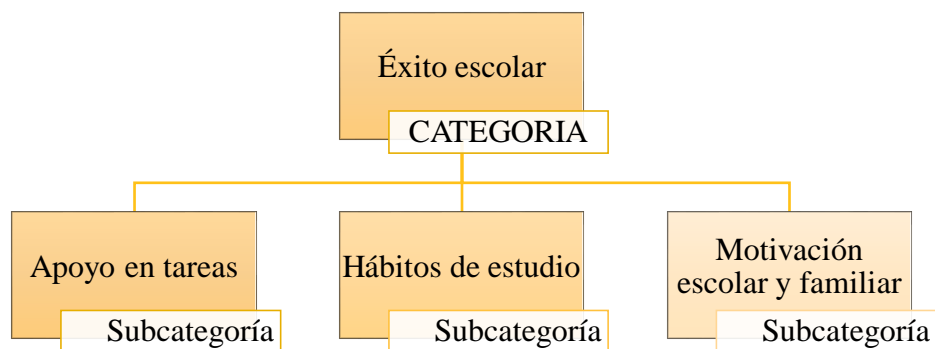 Éxito escolar
CATEGORIA
Apoyo en tareas
Subcategoría
Hábitos de estudio
Subcategoría
Motivación
escolar y familiar
Subcategoría